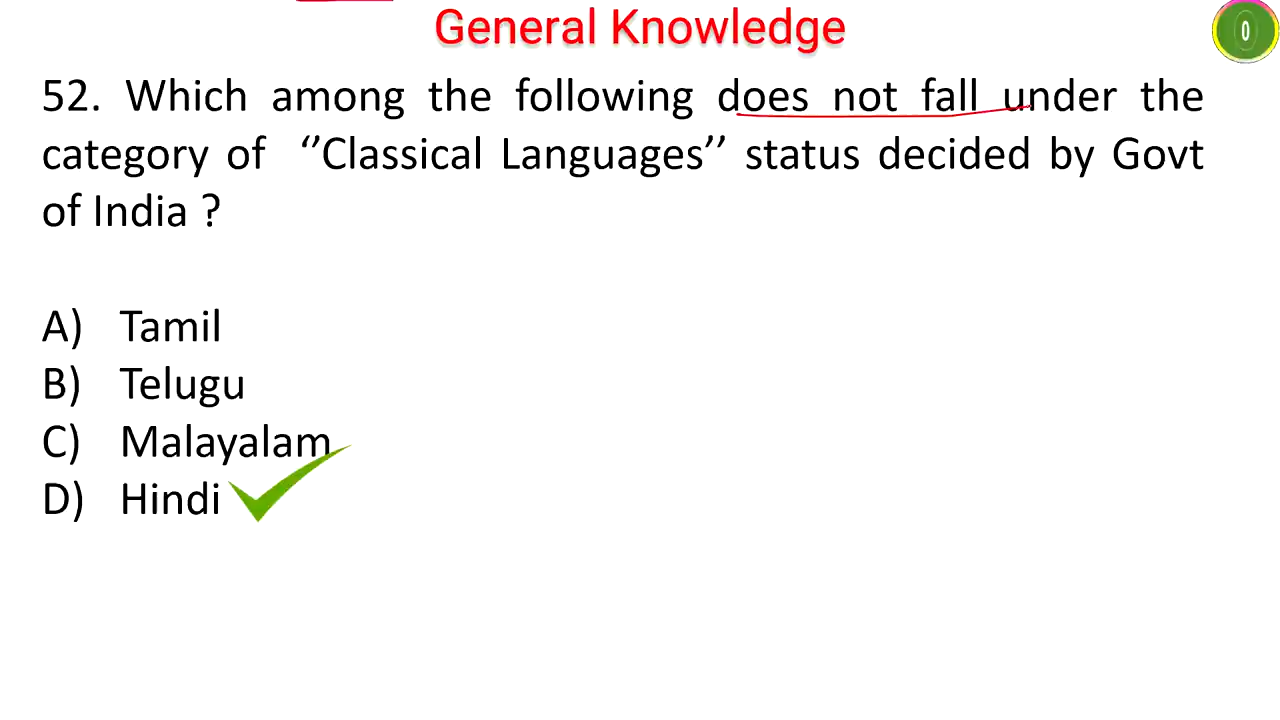 General Knowledge
0
52. Which among the following does not fall under the
category of ‘’Classical Languages’’ status decided by Govt
of India ?
A) Tamil
B) Telugu
C) Malayalam
D) Hindi